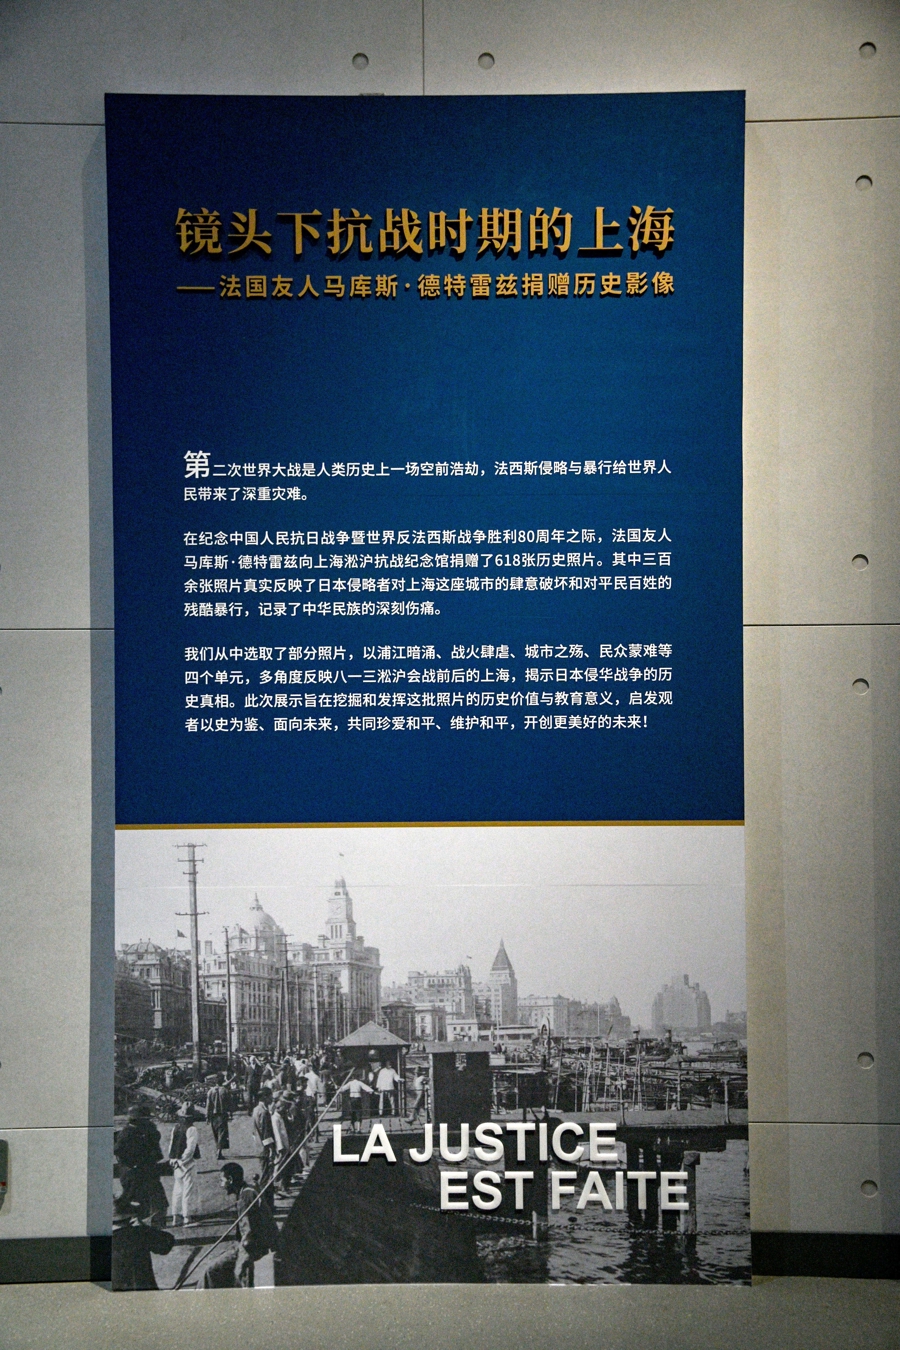 镜头下抗战时期的上海
——法国友人马库斯·德特雷兹捐赠历史影像
第二次世界大战是人类历史上一场空前浩劫，法西斯侵略与暴行给世界人
民带来了深重灾难。
在纪念中国人民抗日战争暨世界反法西斯战争胜利80周年之际，法国友人
马库斯·德特雷兹向上海淞沪抗战纪念馆捐赠了618张历史照片。其中三百
余张照片真实反映了日本侵略者对上海这座城市的肆意破坏和对平民百姓的
残酷暴行，记录了中华民族的深刻伤痛。
我们从中选取了部分照片，以浦江暗涌、战火肆虐、城市之殇、民众蒙难等
四个单元，多角度反映八一三淞沪会战前后的上海，揭示日本侵华战争的历
史真相。此次展示旨在挖掘和发挥这批照片的历史价值与教育意义，启发观
者以史为鉴、面向未来，共同珍爱和平、维护和平，开创更美好的未来！
LA JUSTICE
EST FAITE